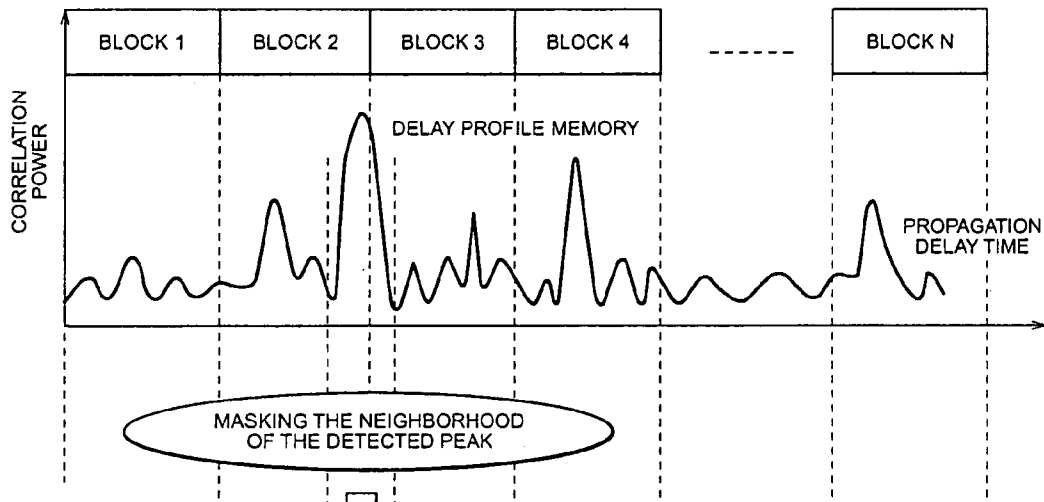 BLOCK 1
BLOCK 2
BLOCK 3
BLOCK 4
BLOCK N
CORRELATION
POWER
DELAY PROFILE MEMORY
PROPAGATION
DELAY TIME
MASKING THE NEIGHBORHOOD
OF THE DETECTED PEAK